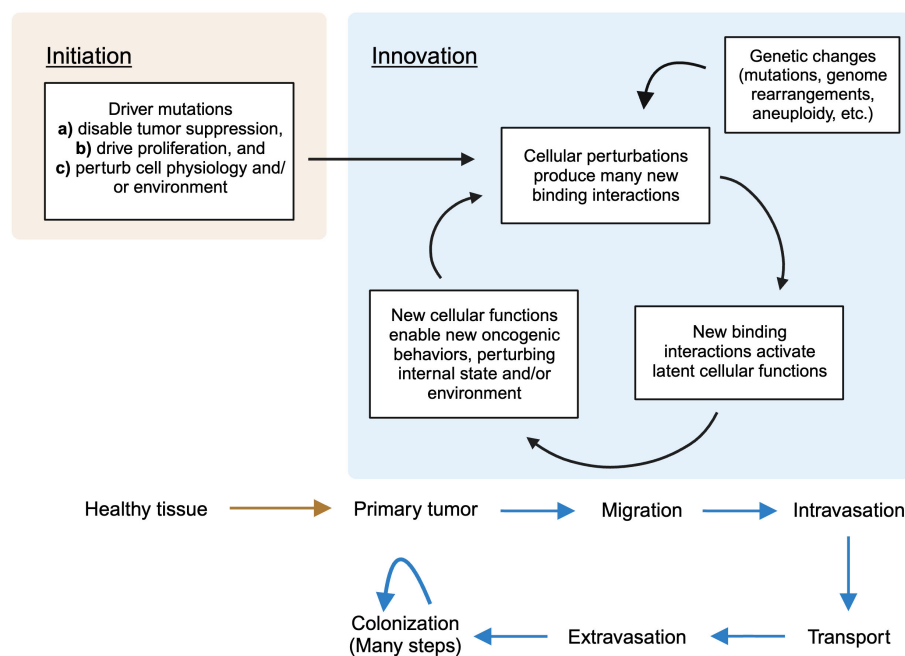 Initiation
Driver mutations
a) disable tumor suppression,
b) drive proliferation, and
c) perturb cell physiology and/
or environment
Innovation
Genetic changes
(mutations, genome
rearrangements,
aneuploidy, etc.)
Cellular perturbations
produce many new
binding interactions
New cellular functions
enable new oncogenic
behaviors, perturbing
internal state and/or
environment
New binding
interactions activate
latent cellular functions
Healthy tissue
Primary tumor
Migration
Intravasation
Transport
Extravasation
Colonization
(Many steps)